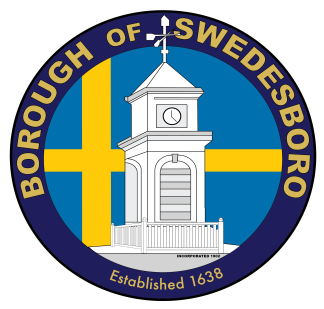 BOROUGH OF SWEDESBORO
INCORPORATED 1902
Established 1638